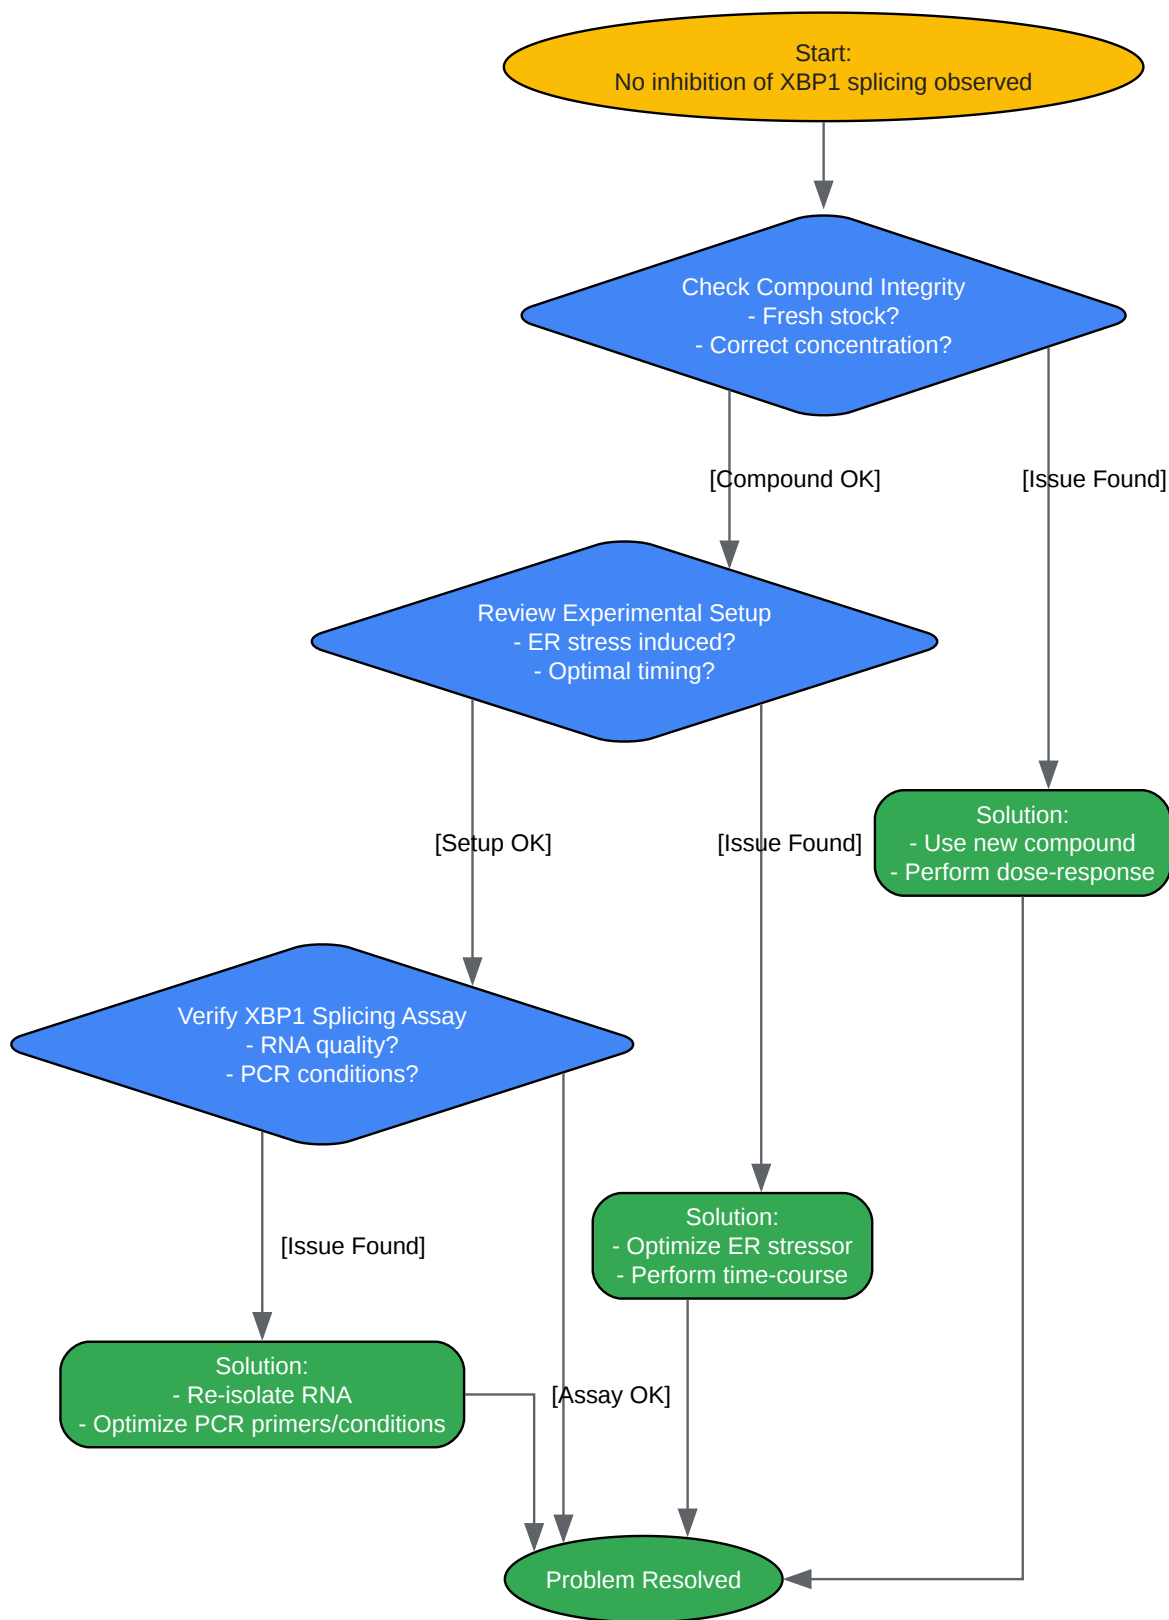 Start:
No inhibition of XBP1 splicing observed
Check Compound Integrity
- Fresh stock?
- Correct concentration?
[Compound OK]
[Issue Found]
Review Experimental Setup
- ER stress induced?
- Optimal timing?
[Setup OK]
[Issue Found]
Solution:
- Use new compound
- Perform dose-response
Verify XBP1 Splicing Assay
- RNA quality?
- PCR conditions?
[Issue Found]
Solution:
- Optimize ER stressor
- Perform time-course
Solution:
- Re-isolate RNA
- Optimize PCR primers/conditions
[Assay OK]
Problem Resolved